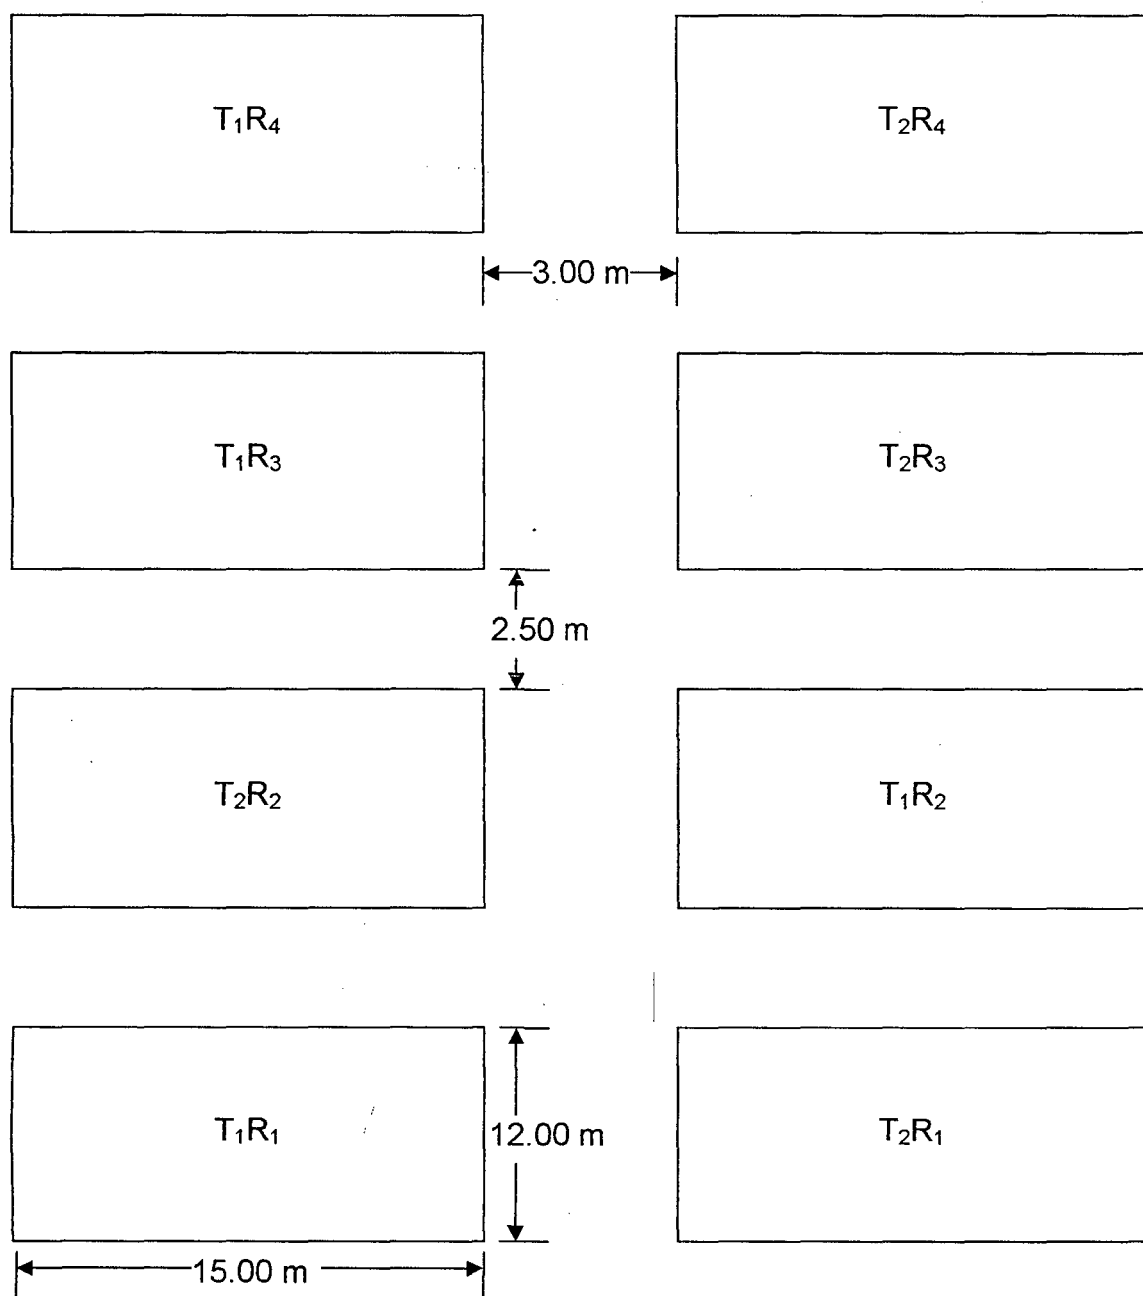 T₁R₄
T₂R₄
3.00 m
T₁R₃
T₂R₃
2.50 m
T₂R₂
T₁R₂
T₁R₁
12.00 m
T₂R₁
15.00 m